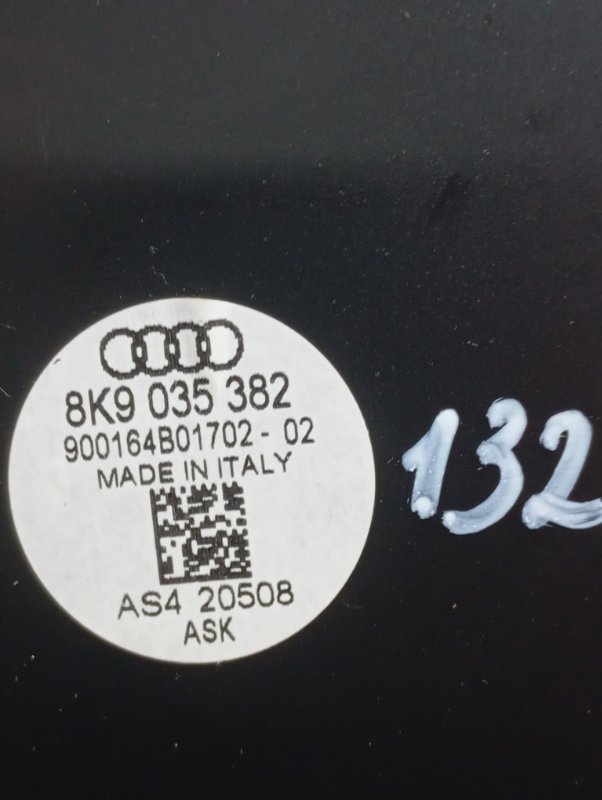 8K9 035 382
900164B01702 - 02
MADE IN ITALY
AS4 20508
ASK
132